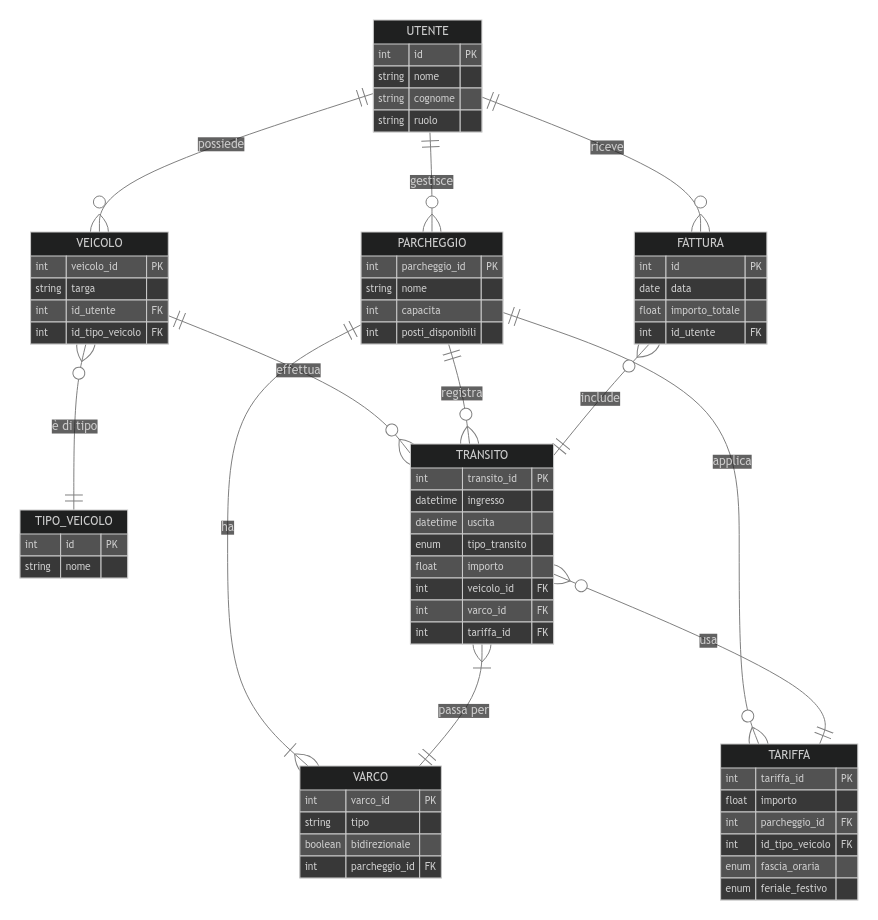 UTENTE
int id PK
string nome
string cognome
string ruolo
possiede
gestisce
riceve
VEICOLO
int veicolo_id PK
string targa
int id_utente FK
int id_tipo_veicolo FK
PARCHEGGIO
int parcheggio_id PK
string nome
int capacita
int posti_disponibili
FATTURA
int id PK
date data
float importo_totale
int id_utente FK
effettua
registra
include
e di tipo
applica
TRANSITO
int transito_id PK
datetime ingresso
datetime uscita
enum tipo_transito
float importo
int veicolo_id FK
int varco_id FK
int tariffa_id FK
TIPO_VEICOLO
int id PK
string nome
ha
usa
passa per
VARCO
int varco_id PK
string tipo
boolean bidirezionale
int parcheggio_id FK
TARIFFA
int tariffa_id PK
float importo
int parcheggio_id FK
int id_tipo_veicolo FK
enum fascia_oraria
enum feriale_festivo